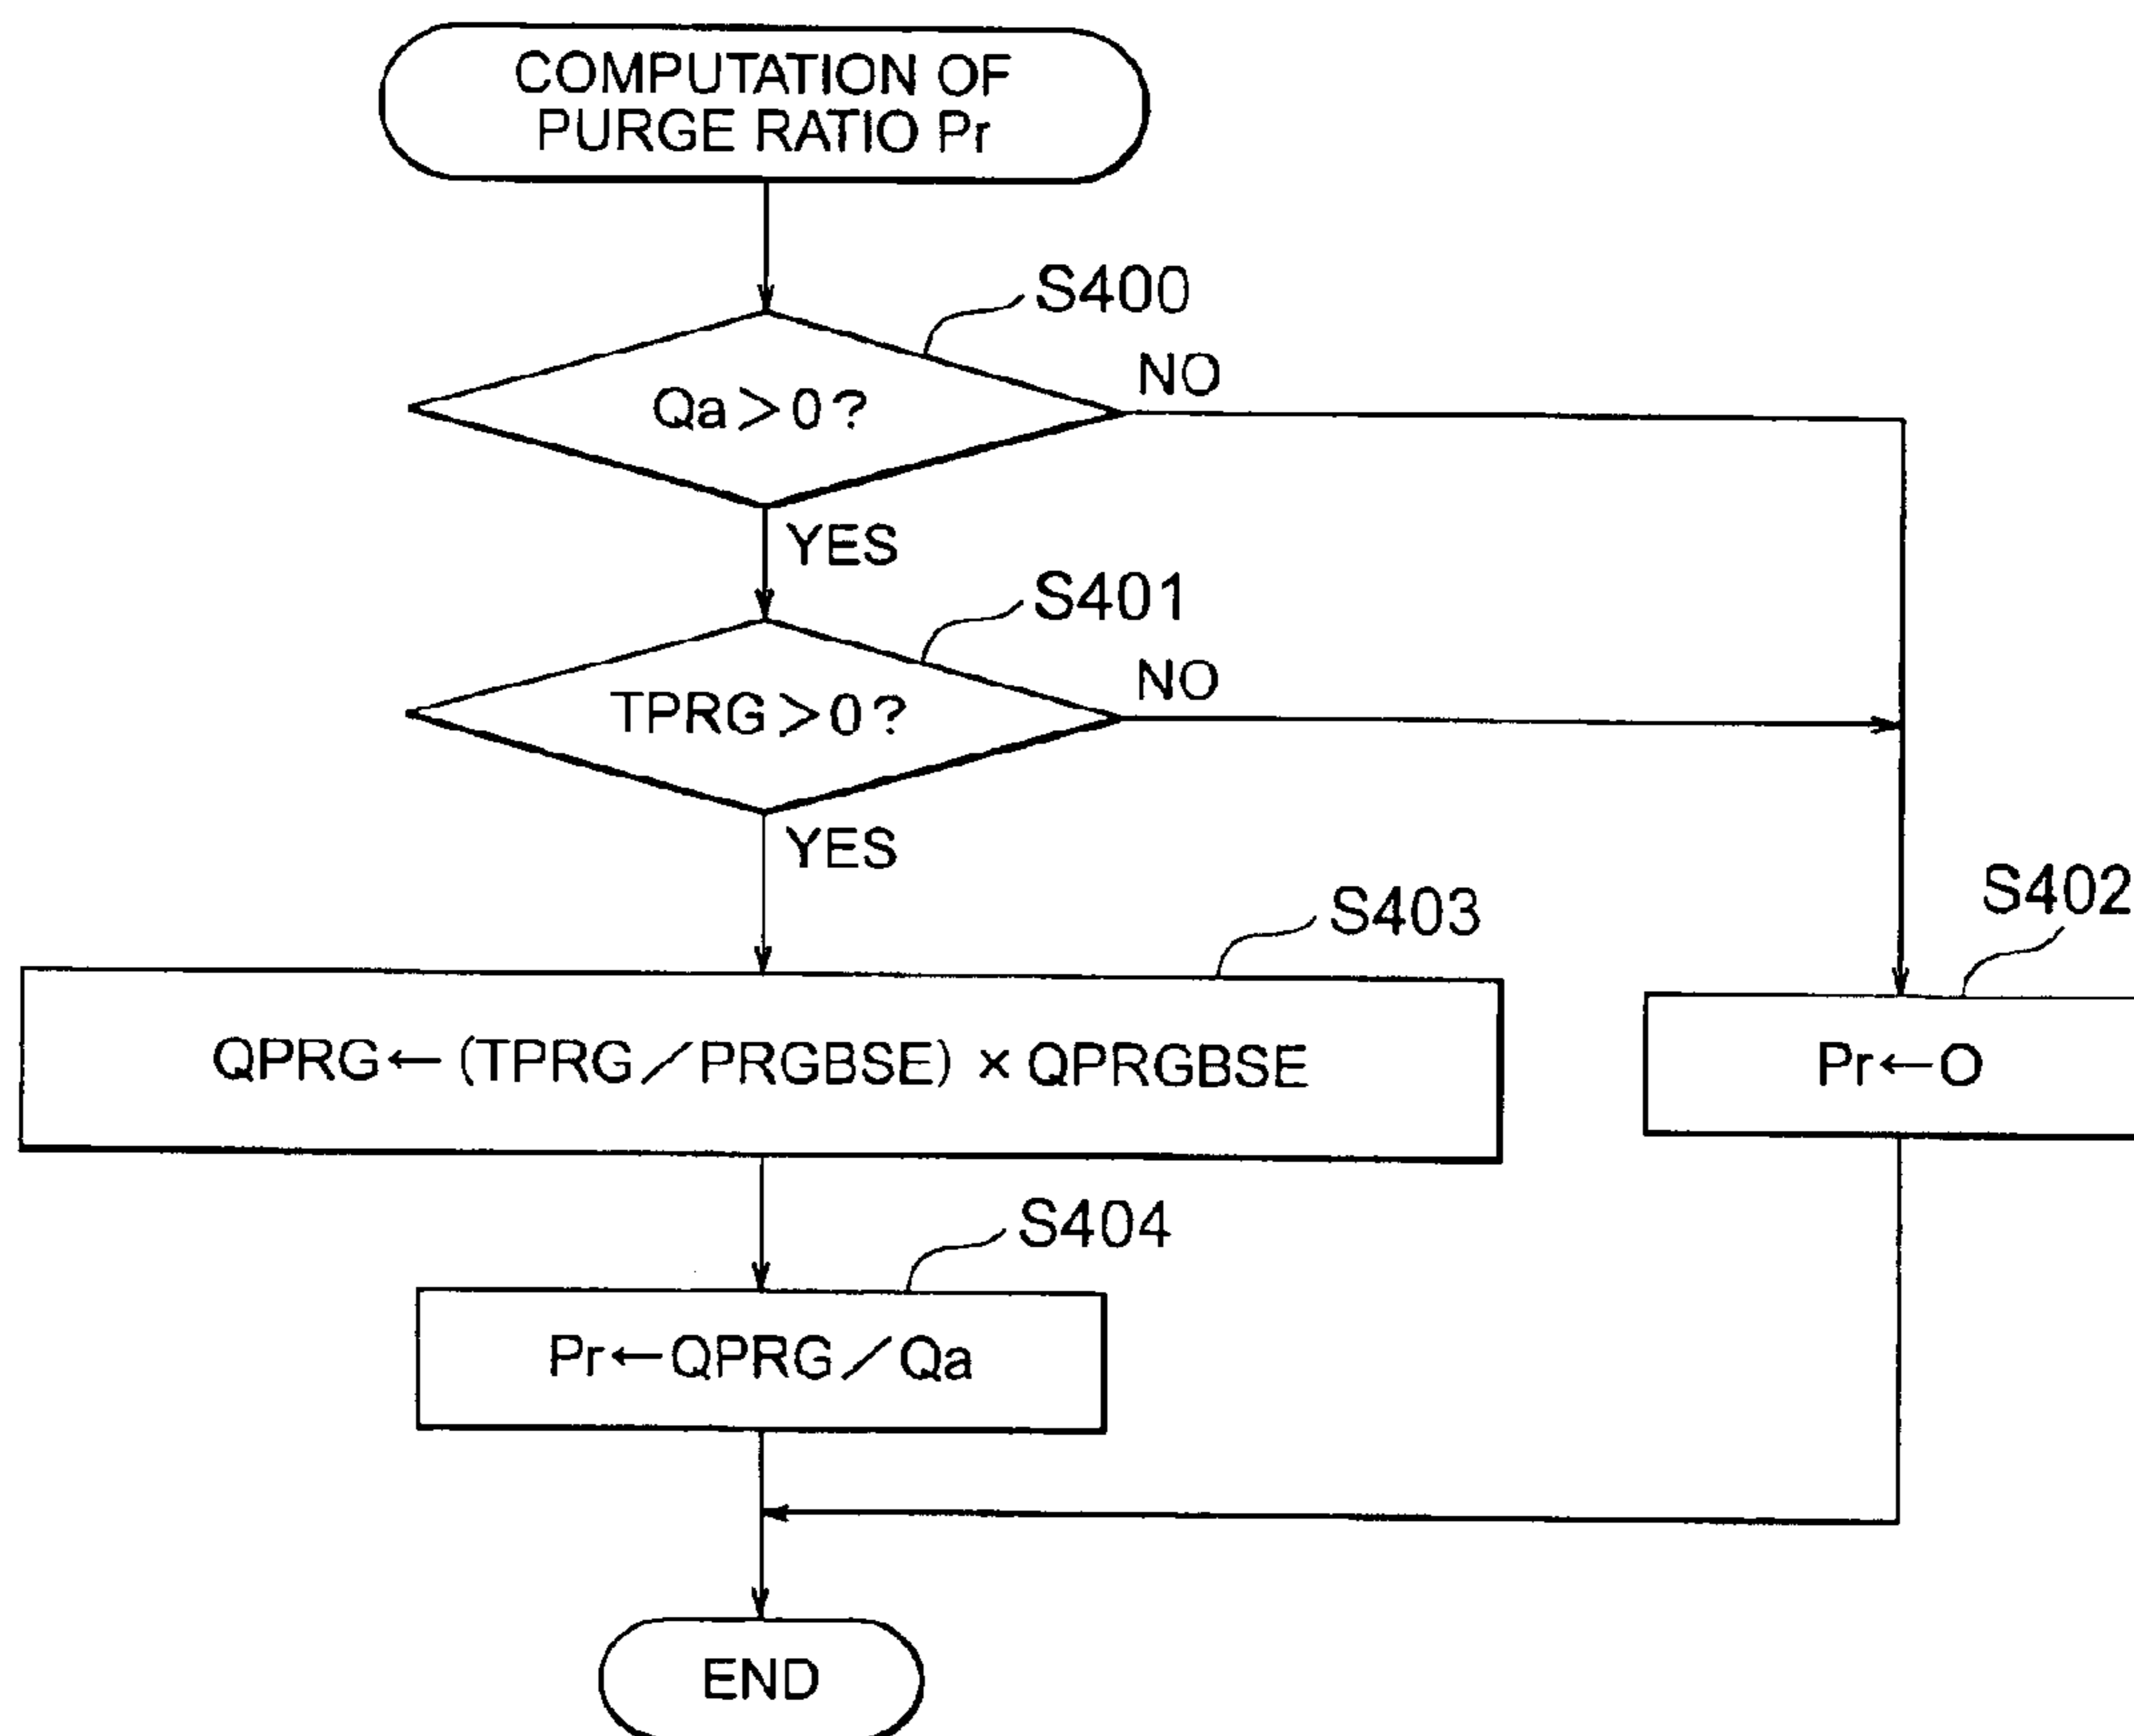 COMPUTATION OF
PURGE RATIO Pr
S400
Qa>0?
NO
YES
S401
TPRG>0?
NO
YES
S403
QPRG←(TPRG/PRGBSE)×QPRGBSE
S402
Pr←O
S404
Pr←QPRG/Qa
END